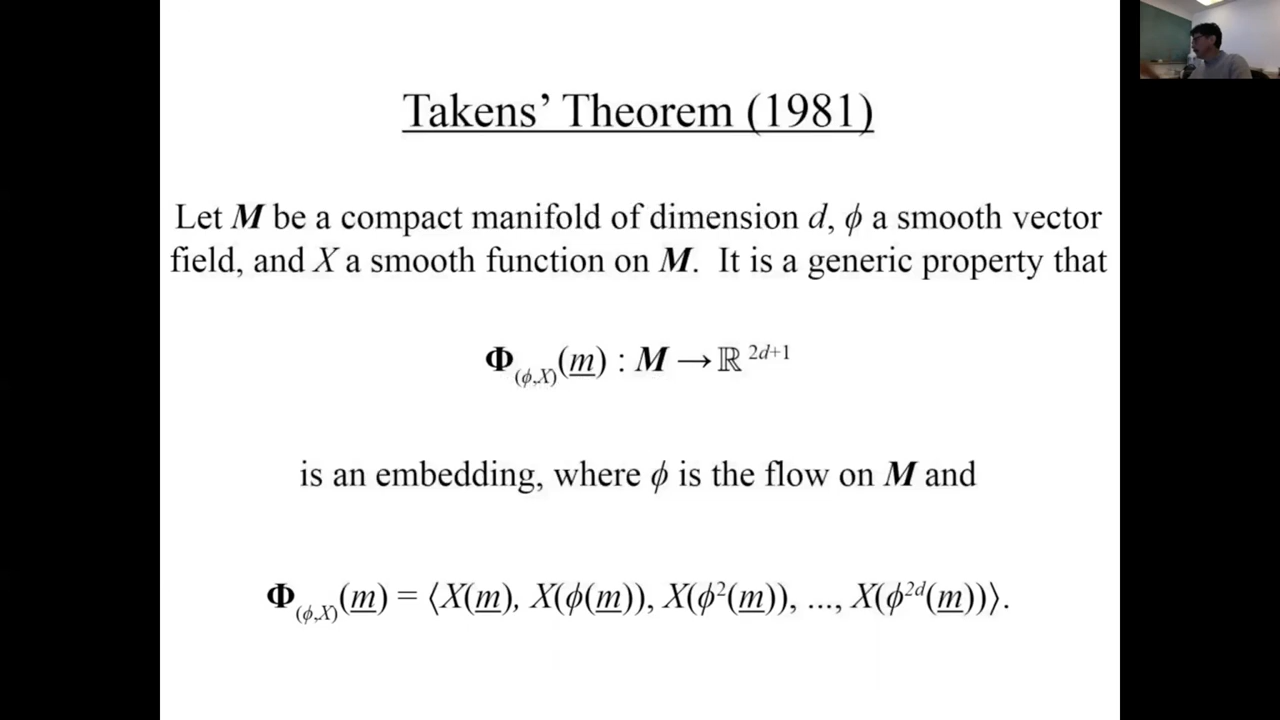 Takens’ Theorem (1981)
Let M be a compact manifold of dimension d, ϕ a smooth vector
field, and X a smooth function on M. It is a generic property that
Φ(ϕ,X)(m) : M → ℝ 2d+1
is an embedding, where ϕ is the flow on M and
Φ(ϕ,X)(m) = ⟨X(m), X(ϕ(m)), X(ϕ²(m)), ..., X(ϕ²ᵈ(m))⟩.